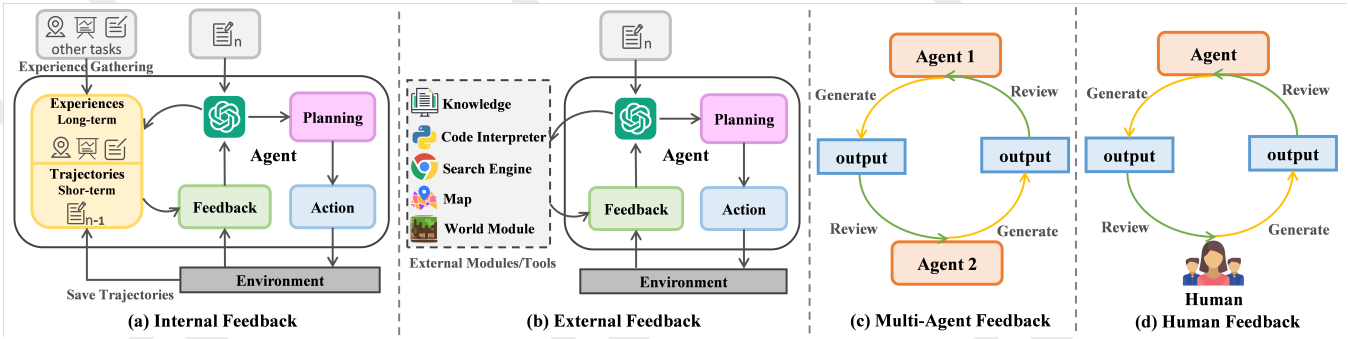 other tasks
Experience Gathering
n
Experiences
Long-term
Trajectories
Shor-term
n-1
Planning
Agent
Feedback
Action
Environment
Save Trajectories
(a) Internal Feedback
n
Knowledge
Code Interpreter
Search Engine
Map
World Module
External Modules/Tools
Planning
Agent
Feedback
Action
Environment
(b) External Feedback
Agent 1
Generate
Review
output
output
Review
Generate
Agent 2
(c) Multi-Agent Feedback
Agent
Generate
Review
output
output
Review
Generate
Human
(d) Human Feedback